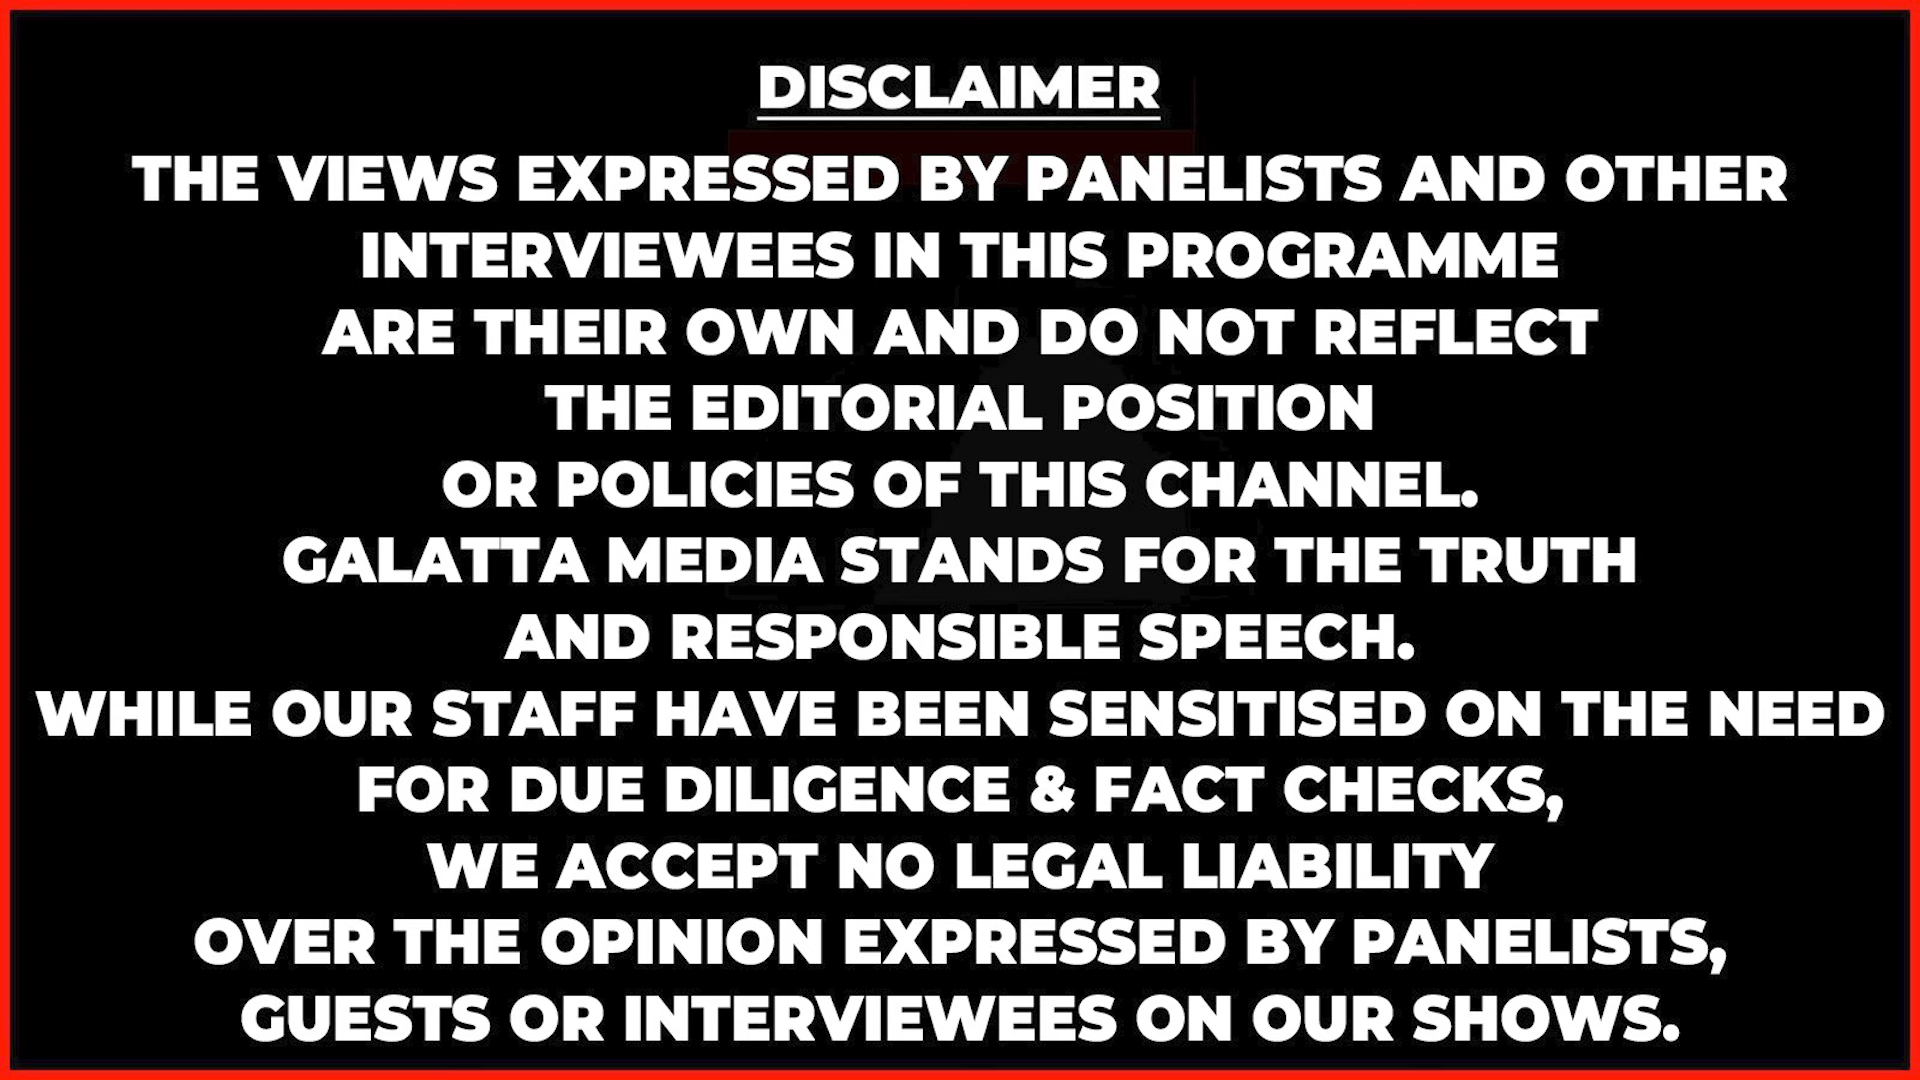 DISCLAIMER
THE VIEWS EXPRESSED BY PANELISTS AND OTHER
INTERVIEWEES IN THIS PROGRAMME
ARE THEIR OWN AND DO NOT REFLECT
THE EDITORIAL POSITION
OR POLICIES OF THIS CHANNEL.
GALATTA MEDIA STANDS FOR THE TRUTH
AND RESPONSIBLE SPEECH.
WHILE OUR STAFF HAVE BEEN SENSITISED ON THE NEED
FOR DUE DILIGENCE & FACT CHECKS,
WE ACCEPT NO LEGAL LIABILITY
OVER THE OPINION EXPRESSED BY PANELISTS,
GUESTS OR INTERVIEWEES ON OUR SHOWS.